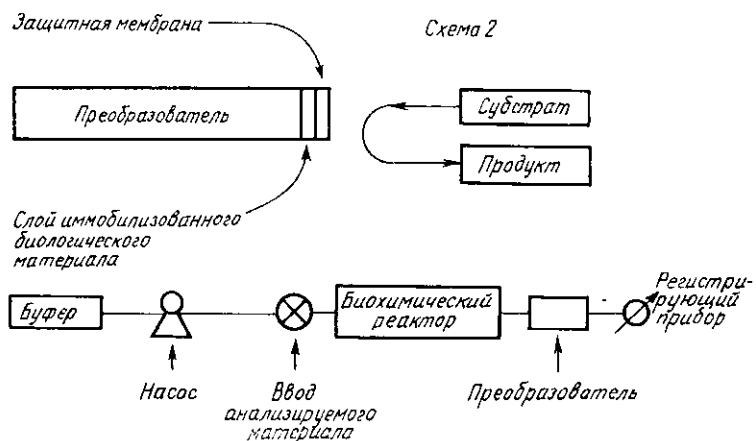 Защитная мембрана
Схема 2
Преобразователь
Субстрат
Продукт
Слой иммобилизованного
биологического
материала
Буфер
Биохимический
реактор
Регистри-
рующий
прибор
Насос
Ввод
анализируемого
материала
Преобразователь